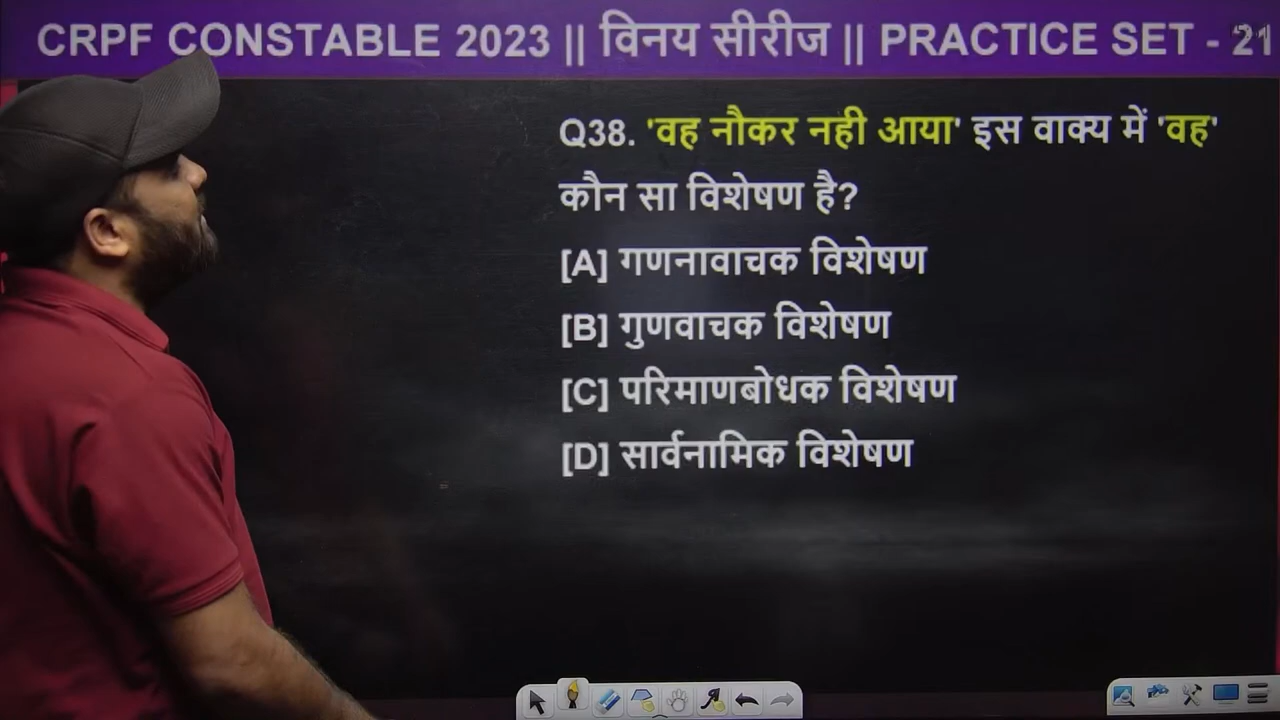 CRPF CONSTABLE 2023 || विनय सीरीज || PRACTICE SET - 21
Q38. 'वह नौकर नही आया' इस वाक्य में 'वह'
कौन सा विशेषण है?
[A] गणनावाचक विशेषण
[B] गुणवाचक विशेषण
[C] परिमाणबोधक विशेषण
[D] सार्वनामिक विशेषण